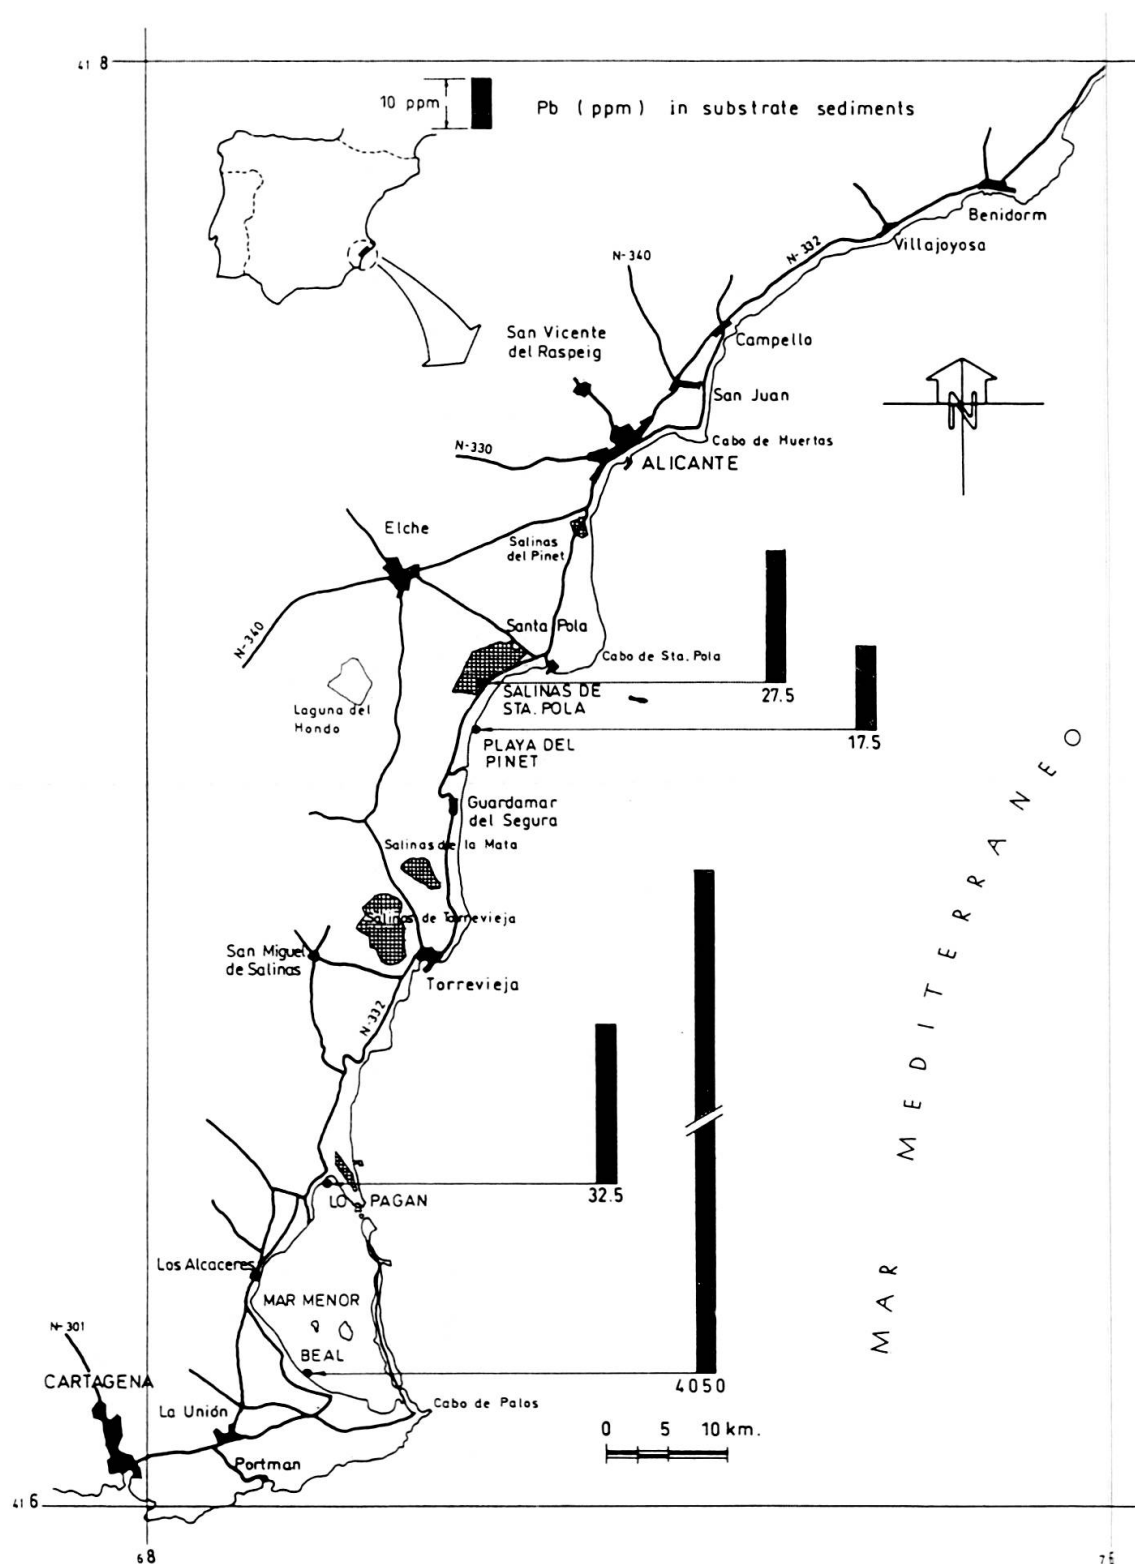 41 8
10 ppm
Pb (ppm) in substrate sediments
Benidorm
Villajoyosa
N-332
N-340
Campello
San Vicente
del Raspeig
San Juan
N
Cabo de Huertas
N-330
ALICANTE
Elche
Salinas
del Pinet
N-340
Santa Pola
Cabo de Sta. Pola
SALINAS DE
STA. POLA
27.5
Laguna del
Hondo
17.5
PLAYA DEL
PINET
Guardamar
del Segura
Salinas de la Mata
Salinas de Torrevieja
San Miguel
de Salinas
Torrevieja
N-332
MAR MEDITERRANEO
LO PAGAN
32.5
Los Alcaceres
MAR MENOR
N-301
BEAL
4050
CARTAGENA
La Unión
Cabo de Palos
0 5 10 km.
Portman
41 6
68